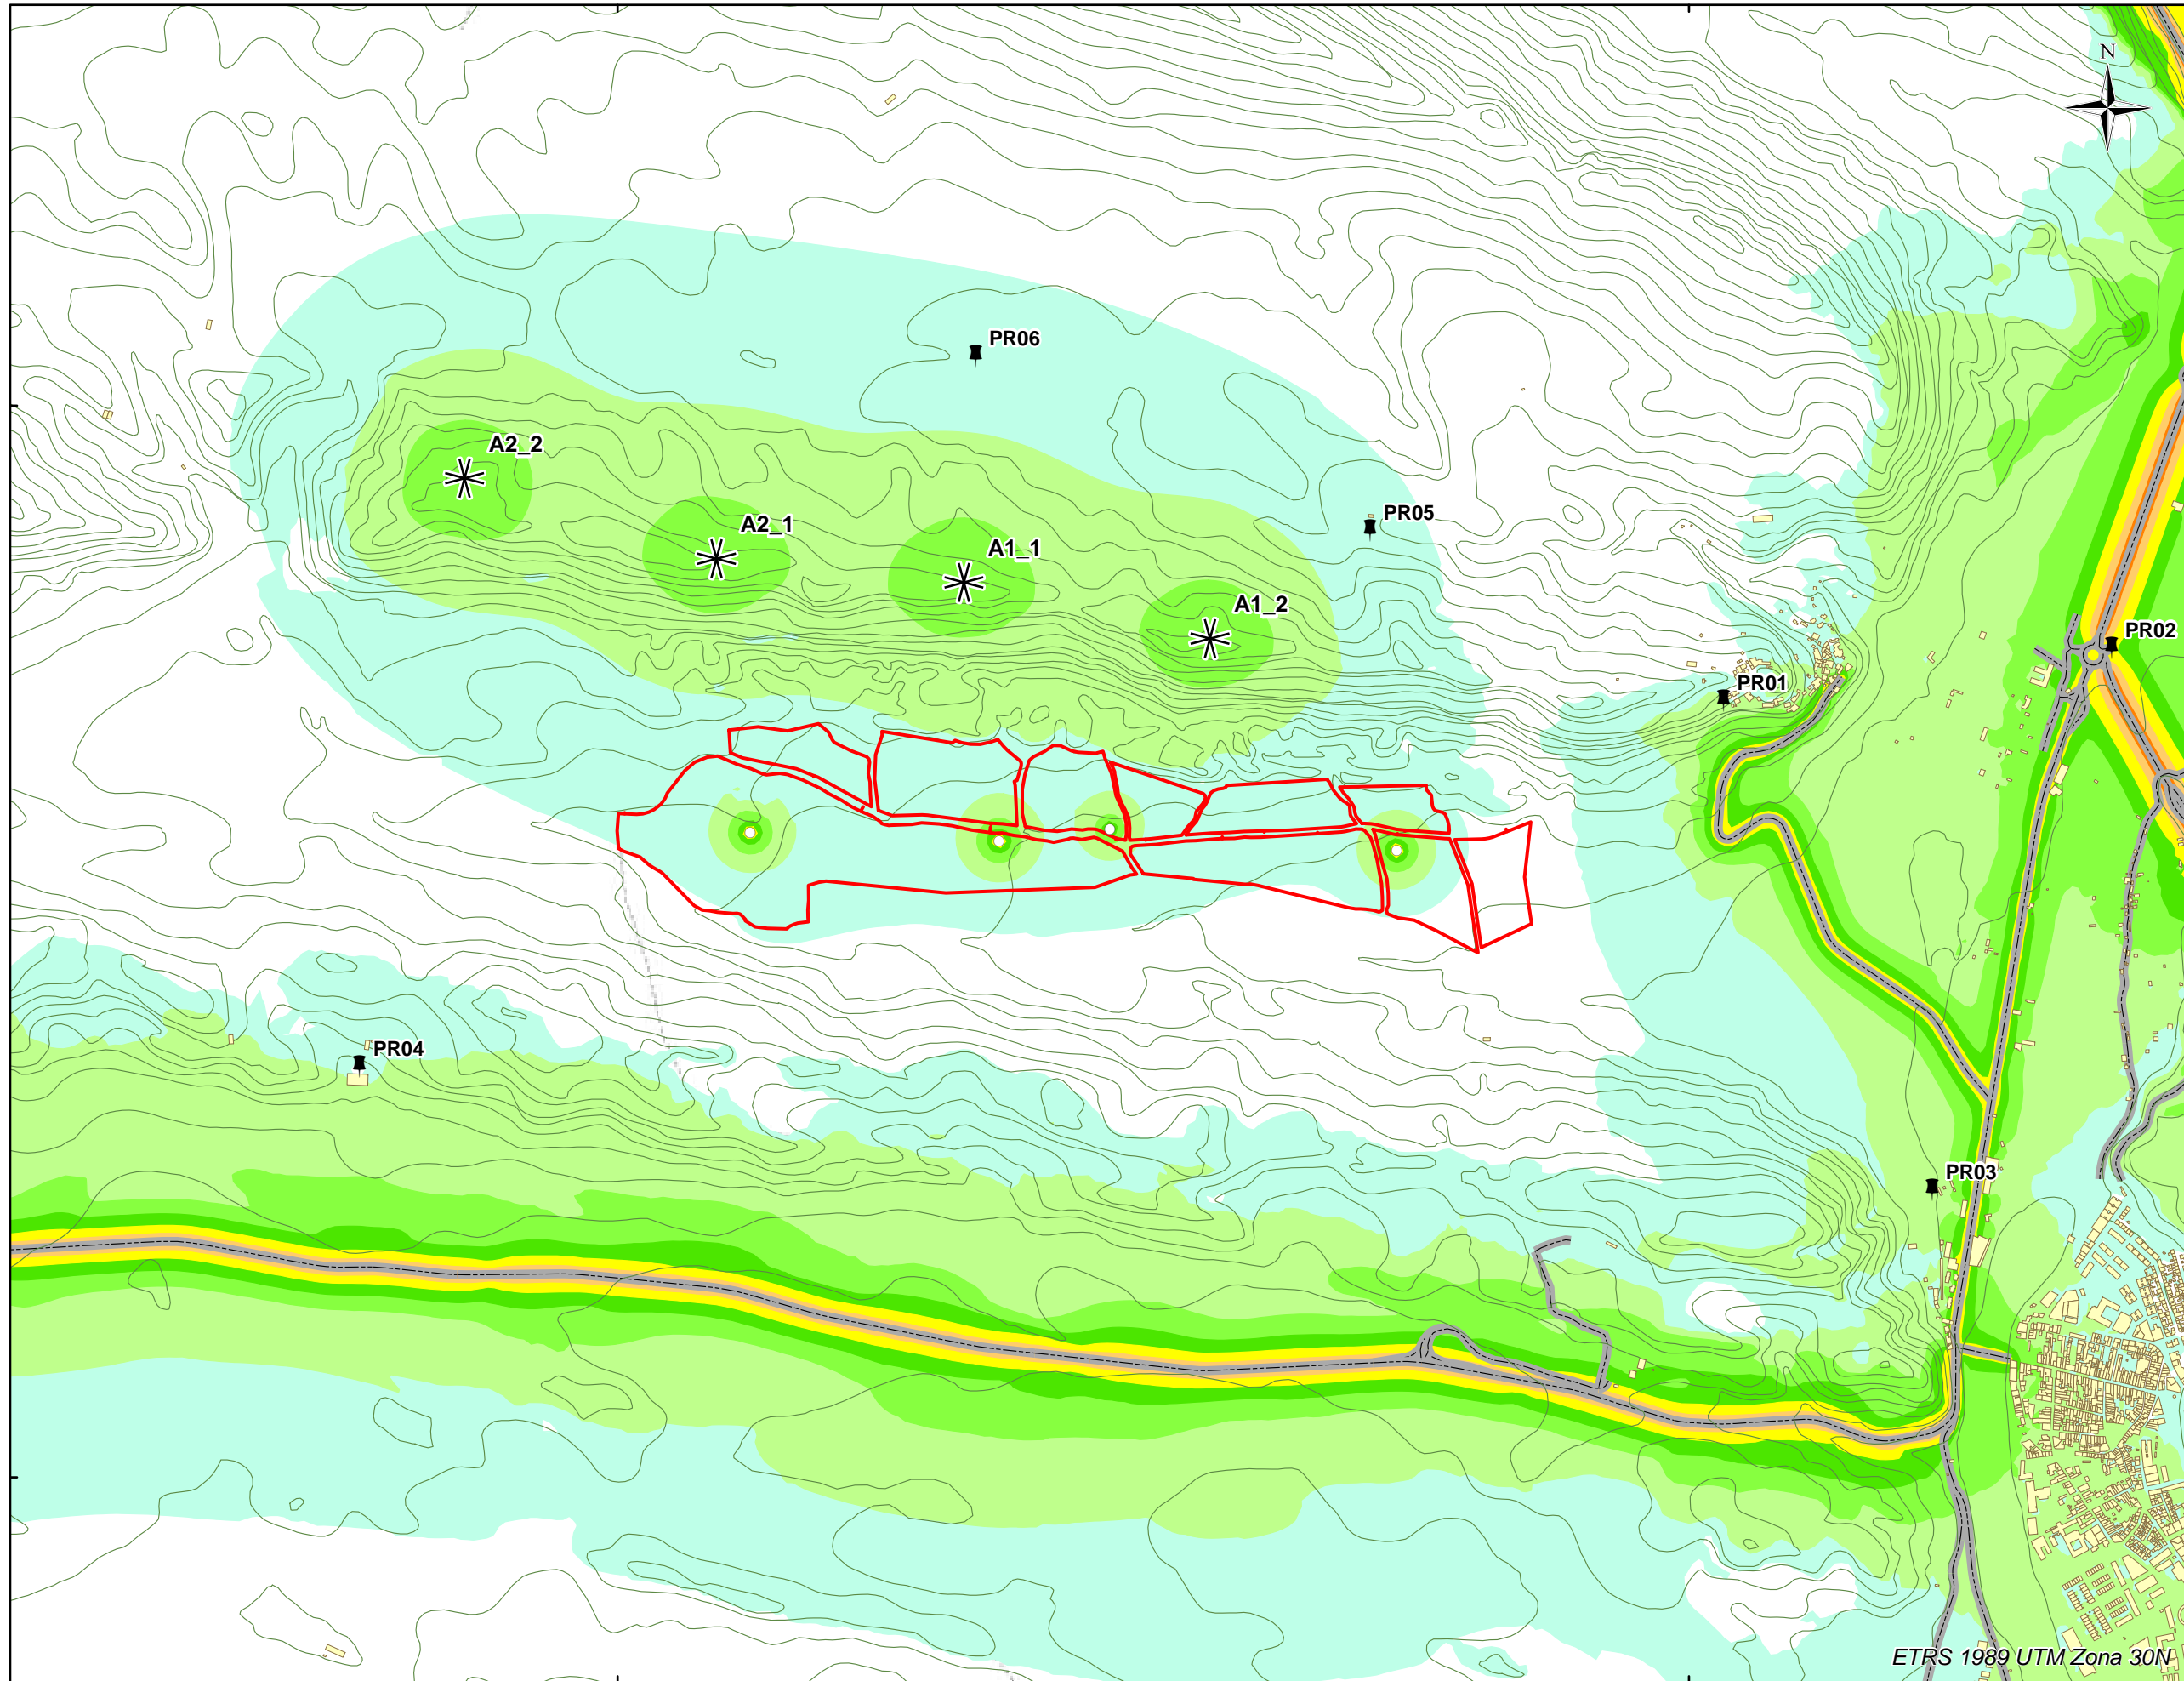 N
PR06
A2_2
PR05
A2_1
A1_1
A1_2
PR02
PR01
PR04
PR03
ETRS 1989 UTM Zona 30N